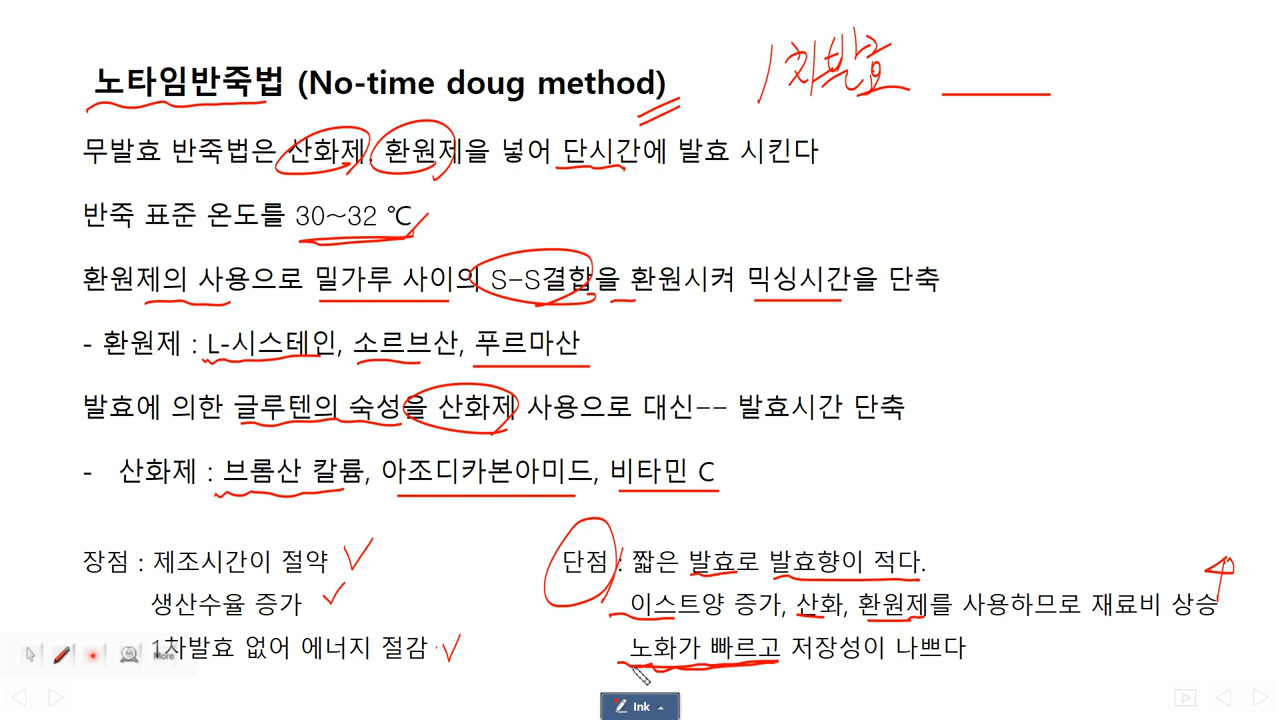 노타임반죽법 (No-time doug method)
1차발효
무발효 반죽법은 산화제, 환원제을 넣어 단시간에 발효 시킨다
반죽 표준 온도를 30~32 ℃
환원제의 사용으로 밀가루 사이의 S-S결합을 환원시켜 믹싱시간을 단축
- 환원제 : L-시스테인, 소르브산, 푸르마산
발효에 의한 글루텐의 숙성을 산화제 사용으로 대신-- 발효시간 단축
- 산화제 : 브롬산 칼륨, 아조디카본아미드, 비타민 C
장점 : 제조시간이 절약
생산수율 증가
1차발효 없어 에너지 절감
단점 : 짧은 발효로 발효향이 적다.
이스트양 증가, 산화, 환원제를 사용하므로 재료비 상승
노화가 빠르고 저장성이 나쁘다
More
Ink